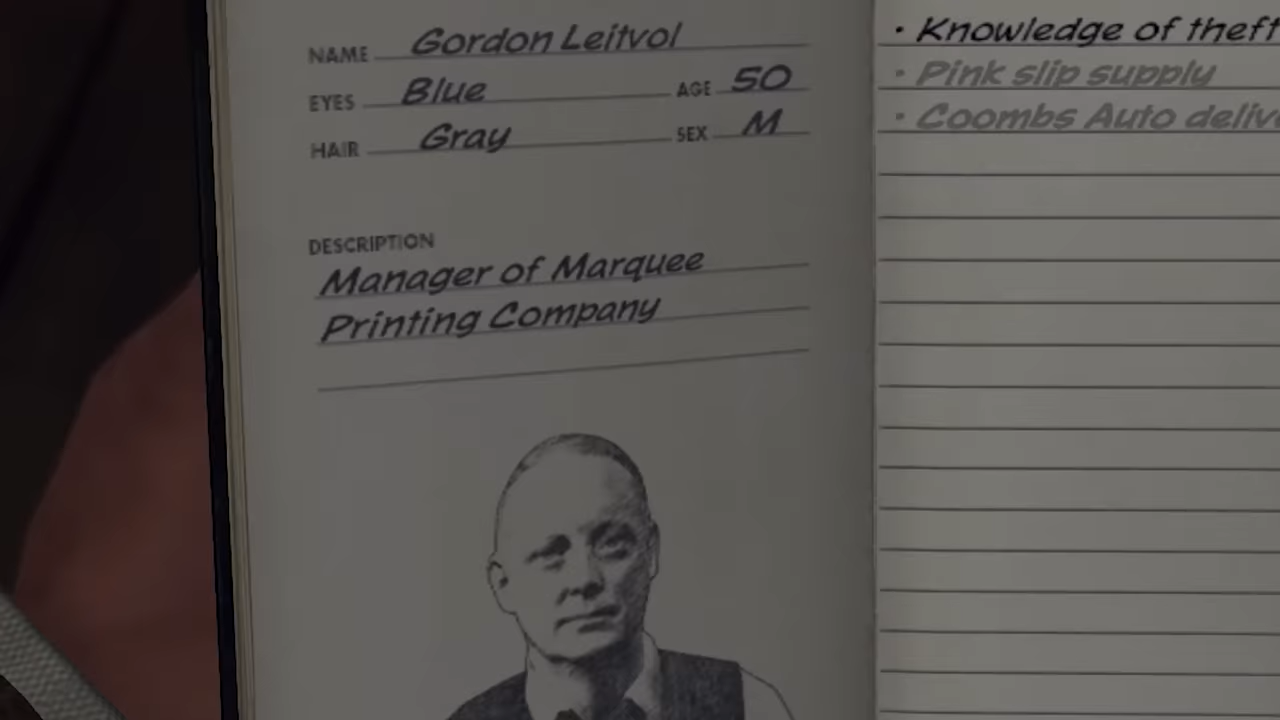 NAME Gordon Leitvol
EYES Blue AGE 50
HAIR Gray SEX M
DESCRIPTION
Manager of Marquee
Printing Company
• Knowledge of theft
• Pink slip supply
• Coombs Auto deliv